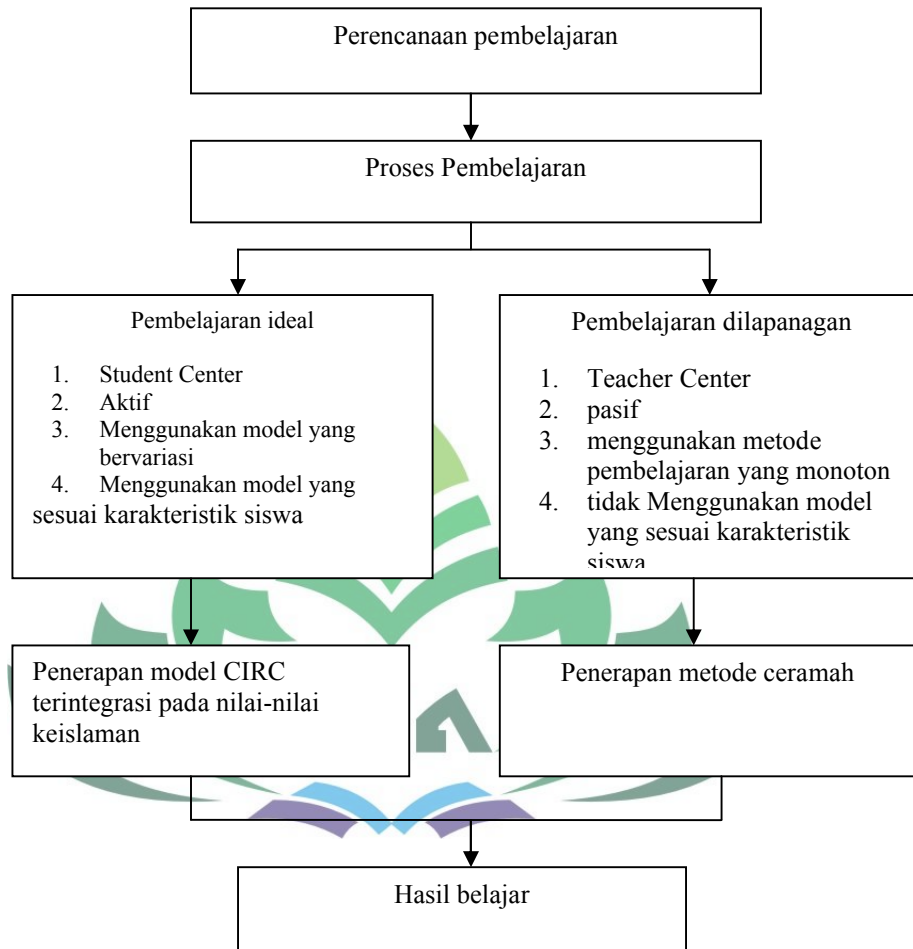 Perencanaan pembelajaran
Proses Pembelajaran
Pembelajaran ideal
1. Student Center
2. Aktif
3. Menggunakan model yang
bervariasi
4. Menggunakan model yang
sesuai karakteristik siswa
Pembelajaran dilapanagan
1. Teacher Center
2. pasif
3. menggunakan metode
pembelajaran yang monoton
4. tidak Menggunakan model
yang sesuai karakteristik
siswa
Penerapan model CIRC
terintegrasi pada nilai-nilai
keislaman
Penerapan metode ceramah
Hasil belajar